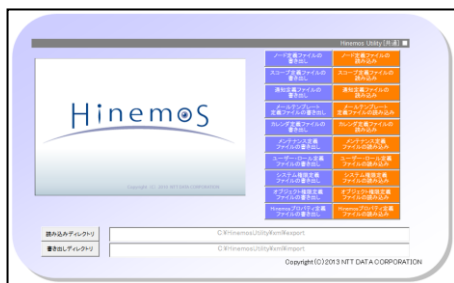 Hinemos Utility [共通] ■
ノード定義ファイルの
書き出し
ノード定義ファイルの
読み込み
スコープ定義ファイルの
書き出し
スコープ定義ファイルの
読み込み
通知定義ファイルの
書き出し
通知定義ファイルの
読み込み
メールテンプレート
定義ファイルの書き出し
メールテンプレート
定義ファイルの読み込み
カレンダ定義ファイルの
書き出し
カレンダ定義ファイルの
読み込み
メンテナンス定義
ファイルの書き出し
メンテナンス定義
ファイルの読み込み
ユーザー・ロール定義
ファイルの書き出し
ユーザー・ロール定義
ファイルの読み込み
システム権限定義
ファイルの書き出し
システム権限定義
ファイルの読み込み
オブジェクト権限定義
ファイルの書き出し
オブジェクト権限定義
ファイルの読み込み
Hinemosプロパティ定義
ファイルの書き出し
Hinemosプロパティ定義
ファイルの読み込み
Hinemos
Copyright (C) 2013 NTT DATA CORPORATION
読み込みディレクトリ
C:¥HinemosUtility¥xml¥export
書き出しディレクトリ
C:¥HinemosUtility¥xml¥export
Copyright(C)2013 NTT DATA CORPORATION